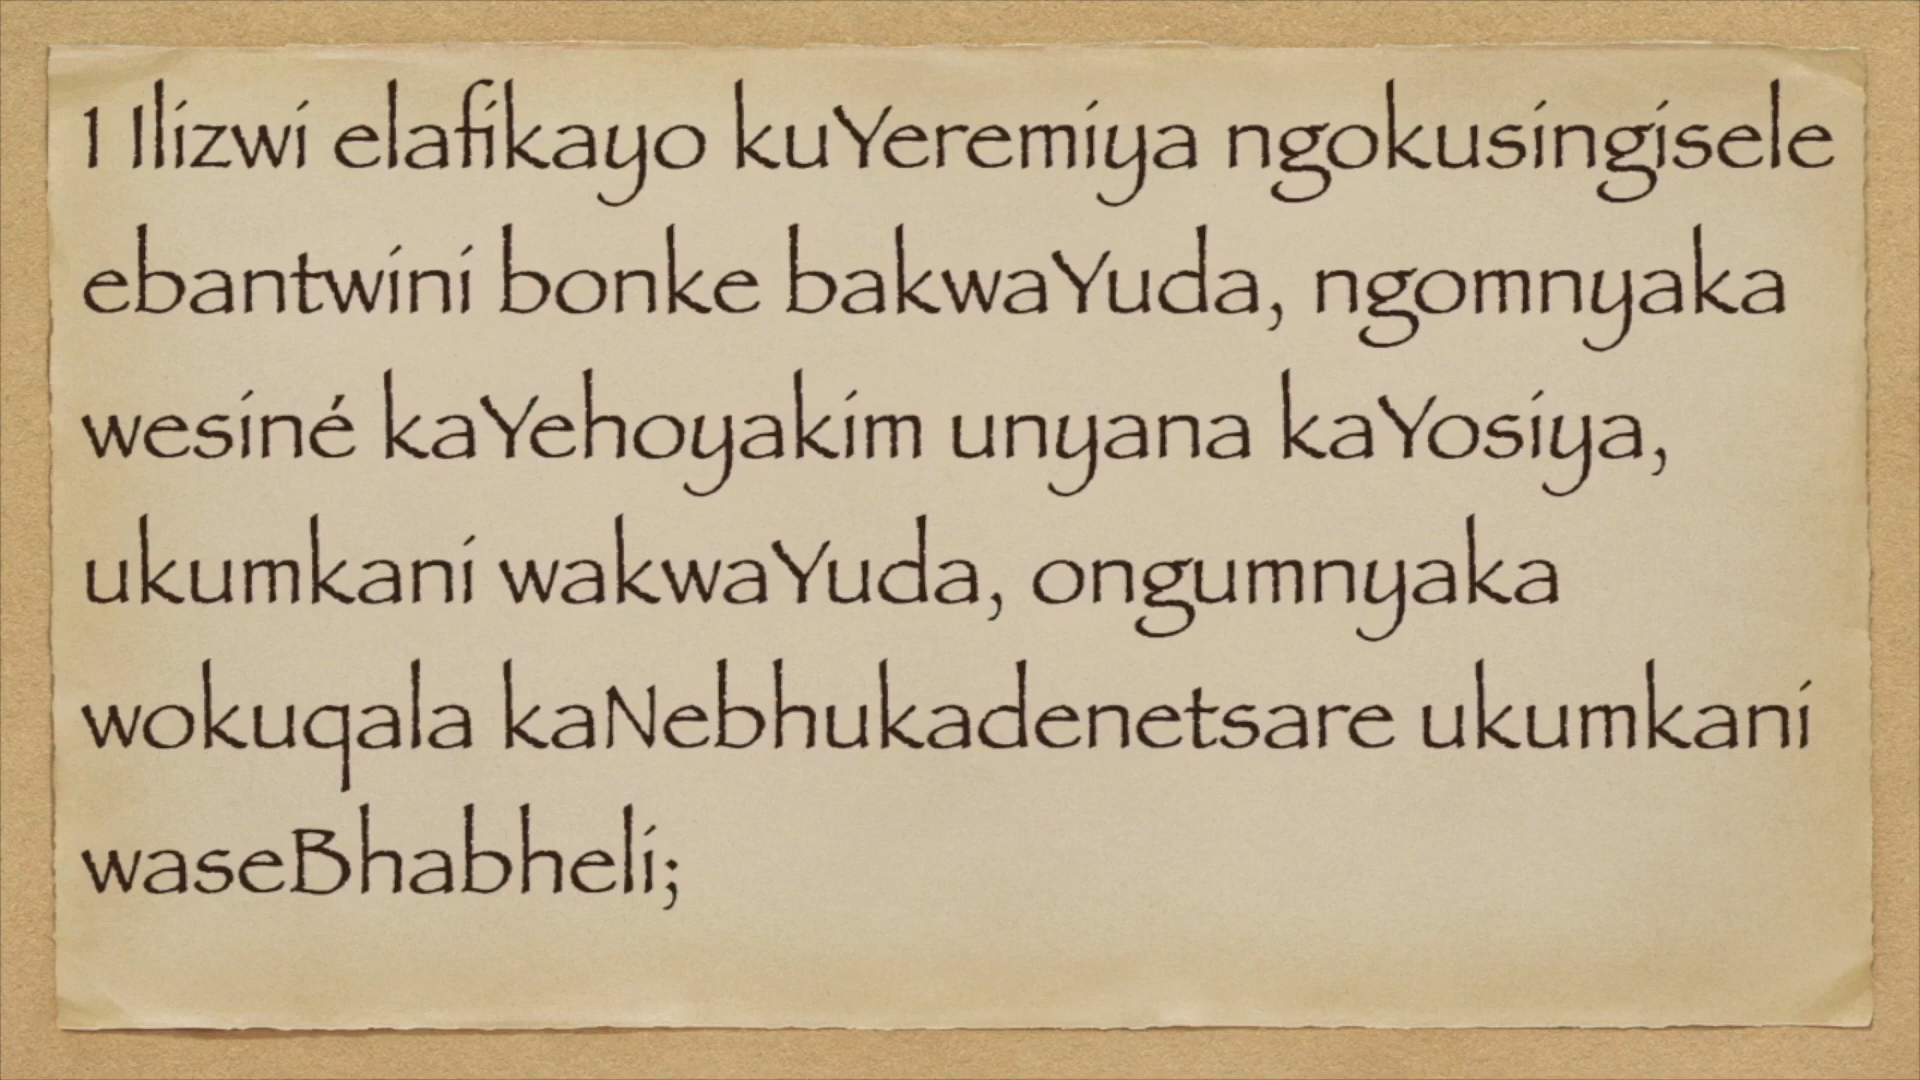 1 Ilizwi elafikayo kuYeremiya ngokusingisele
ebantwini bonke bakwaYuda, ngomnyaka
wesiné kaYehoyakim unyana kaYosiya,
ukumkani wakwaYuda, ongumnyaka
wokuqala kaNebhukadenetsare ukumkani
waseBhabheli;